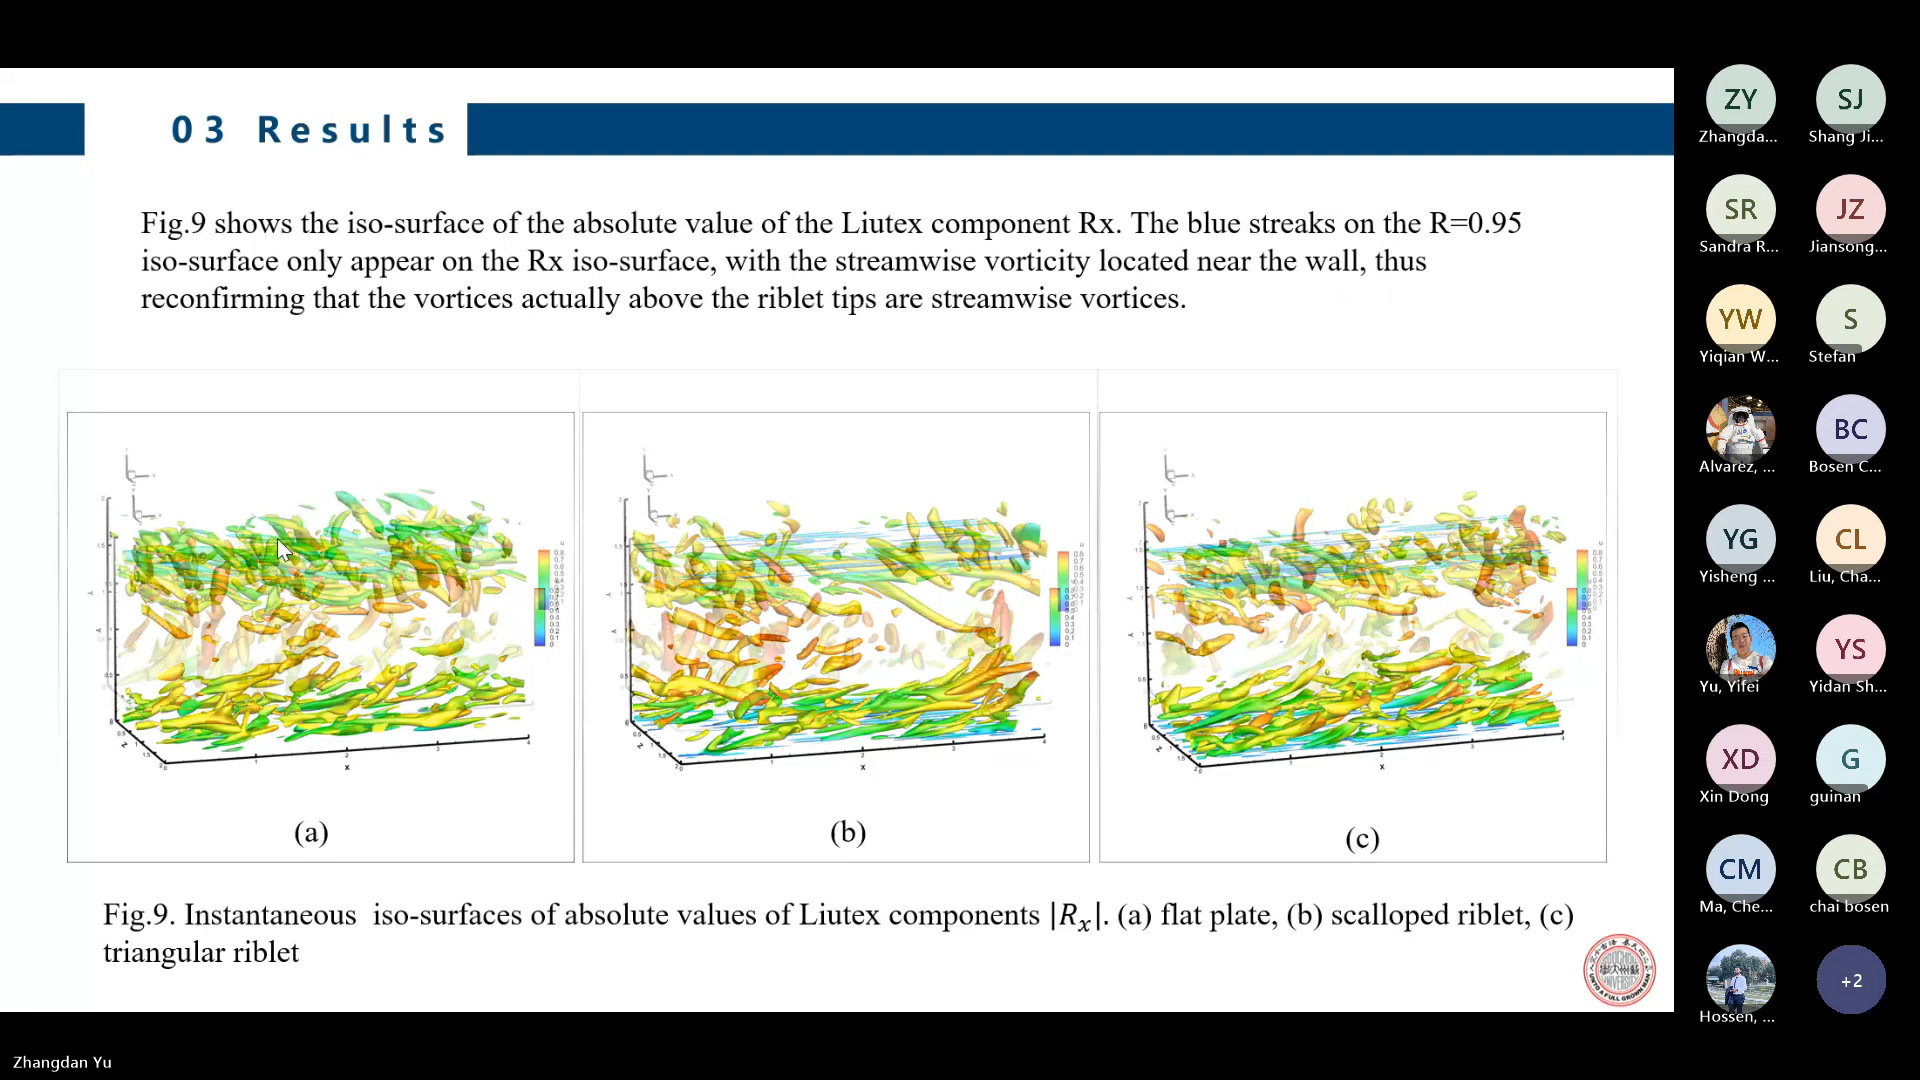 03 Results
Fig.9 shows the iso-surface of the absolute value of the Liutex component Rx. The blue streaks on the R=0.95
iso-surface only appear on the Rx iso-surface, with the streamwise vorticity located near the wall, thus
reconfirming that the vortices actually above the riblet tips are streamwise vortices.
(a)
(b)
(c)
Fig.9. Instantaneous iso-surfaces of absolute values of Liutex components |Rₓ|. (a) flat plate, (b) scalloped riblet, (c)
triangular riblet
ZY
Zhangda...
SJ
Shang Ji...
SR
Sandra R...
JZ
Jiansong...
YW
Yiqian W...
S
Stefan
Alvarez, ...
BC
Bosen C...
YG
Yisheng ...
CL
Liu, Cha...
Yu, Yifei
YS
Yidan Sh...
XD
Xin Dong
G
guinan
CM
Ma, Che...
CB
chai bosen
Hossen, ...
+2
Zhangdan Yu